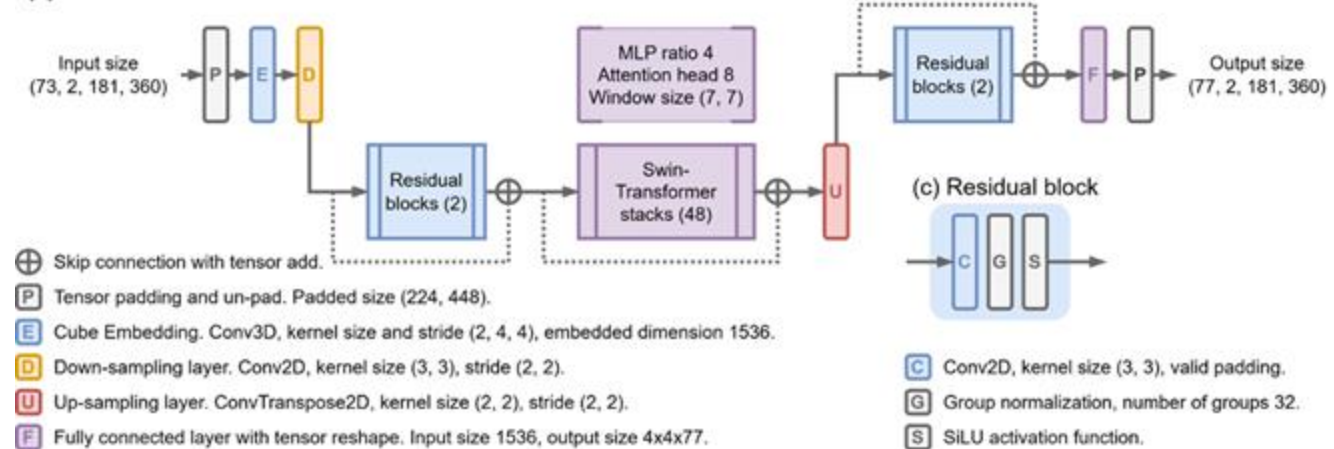 Input size
(73, 2, 181, 360)
P
E
D
MLP ratio 4
Attention head 8
Window size (7, 7)
Residual
blocks (2)
F
P
Output size
(77, 2, 181, 360)
Residual
blocks (2)
Swin-
Transformer
stacks (48)
U
(c) Residual block
C
G
S
Skip connection with tensor add.
P Tensor padding and un-pad. Padded size (224, 448).
E Cube Embedding. Conv3D, kernel size and stride (2, 4, 4), embedded dimension 1536.
D Down-sampling layer. Conv2D, kernel size (3, 3), stride (2, 2).
U Up-sampling layer. ConvTranspose2D, kernel size (2, 2), stride (2, 2).
F Fully connected layer with tensor reshape. Input size 1536, output size 4x4x77.
C Conv2D, kernel size (3, 3), valid padding.
G Group normalization, number of groups 32.
S SiLU activation function.